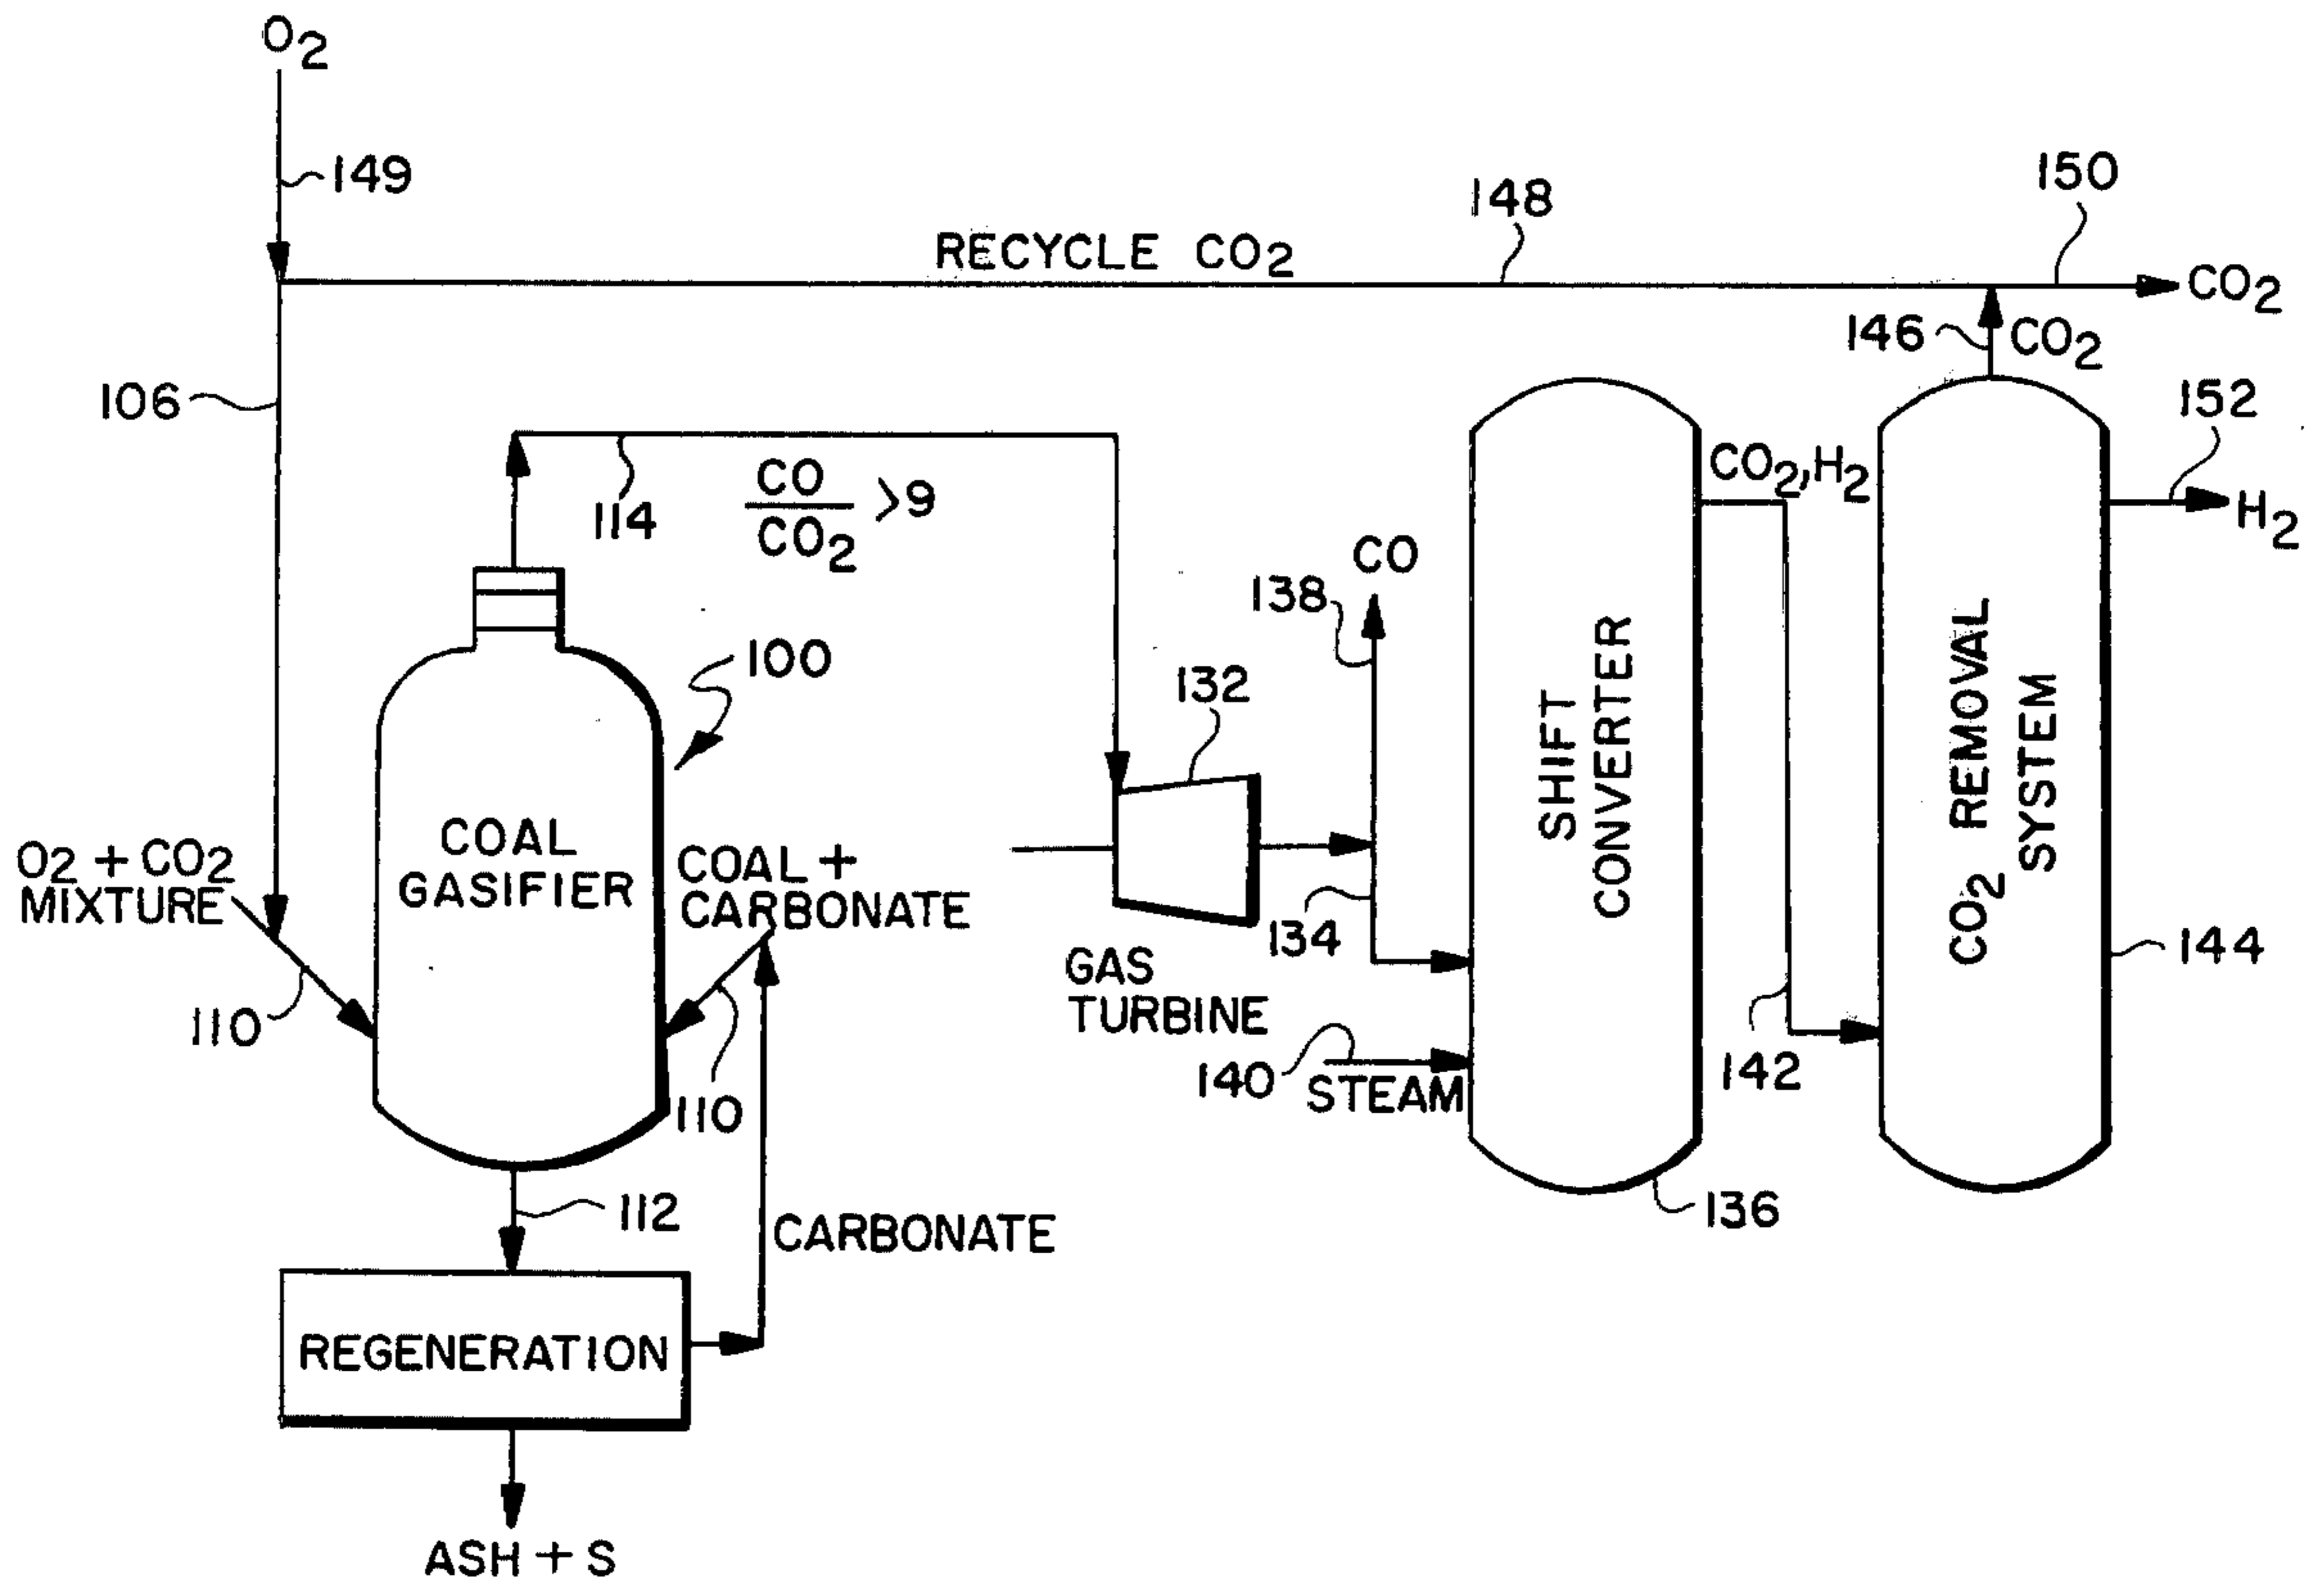 O2
149
RECYCLE CO2
148
150
CO2
146
CO2
106
152
H2
114
CO
CO2
>9
CO2,H2
CO
138
100
132
SHIFT
CONVERTER
CO2 REMOVAL
SYSTEM
O2 + CO2
MIXTURE
COAL
GASIFIER
COAL +
CARBONATE
134
144
GAS
TURBINE
110
110
140
STEAM
142
112
136
CARBONATE
REGENERATION
ASH + S